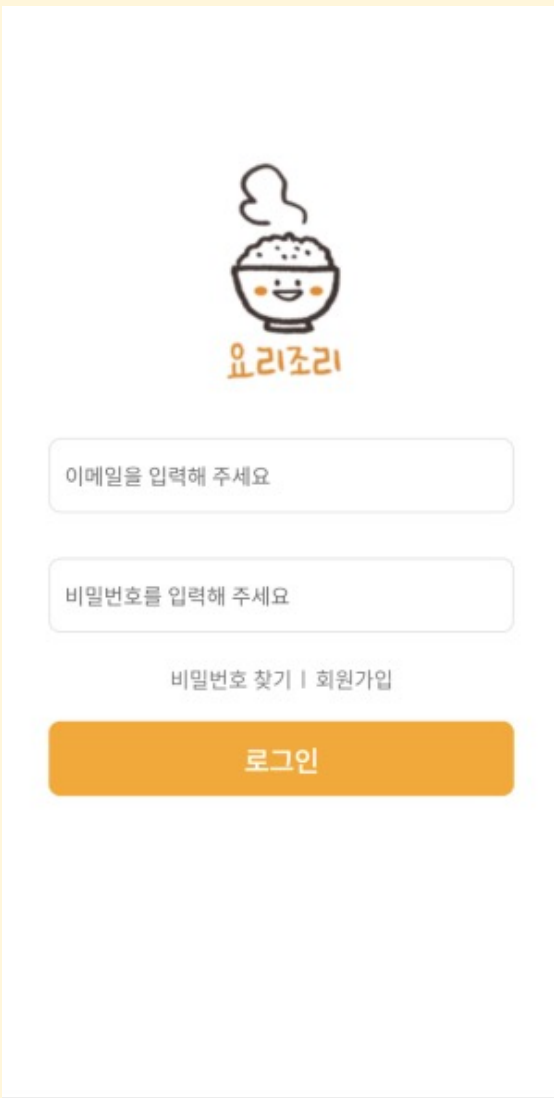 요리조리
이메일을 입력해 주세요
비밀번호를 입력해 주세요
비밀번호 찾기 | 회원가입
로그인